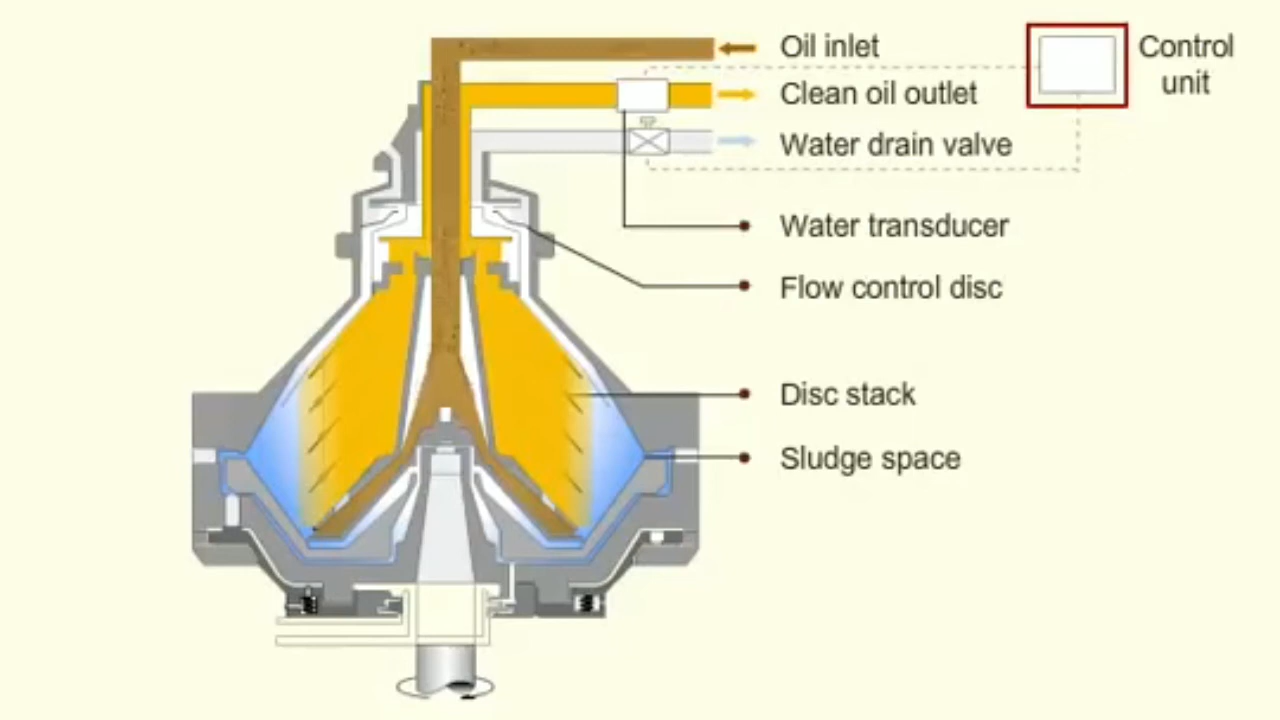 Oil inlet
Control
unit
Clean oil outlet
Water drain valve
Water transducer
Flow control disc
Disc stack
Sludge space